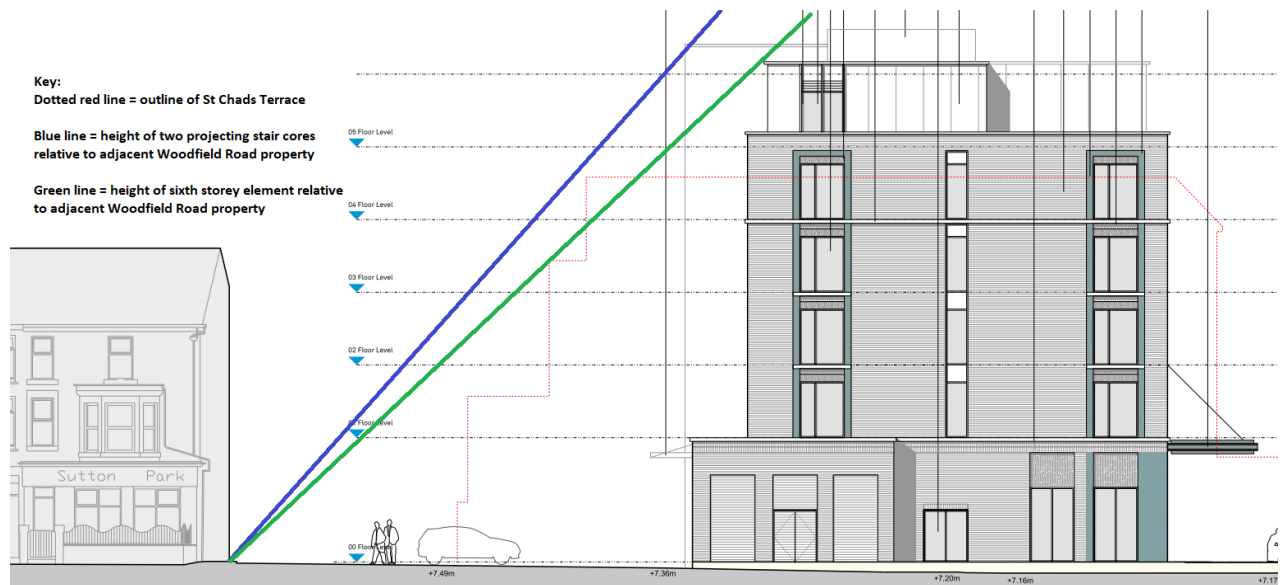 Key:
Dotted red line = outline of St Chads Terrace
Blue line = height of two projecting stair cores
relative to adjacent Woodfield Road property
Green line = height of sixth storey element relative
to adjacent Woodfield Road property
05 Floor Level
04 Floor Level
03 Floor Level
02 Floor Level
Floor Level
00 Floor Level
Sutton Park
+7.49m
+7.36m
+7.20m
+7.16m
+7.17